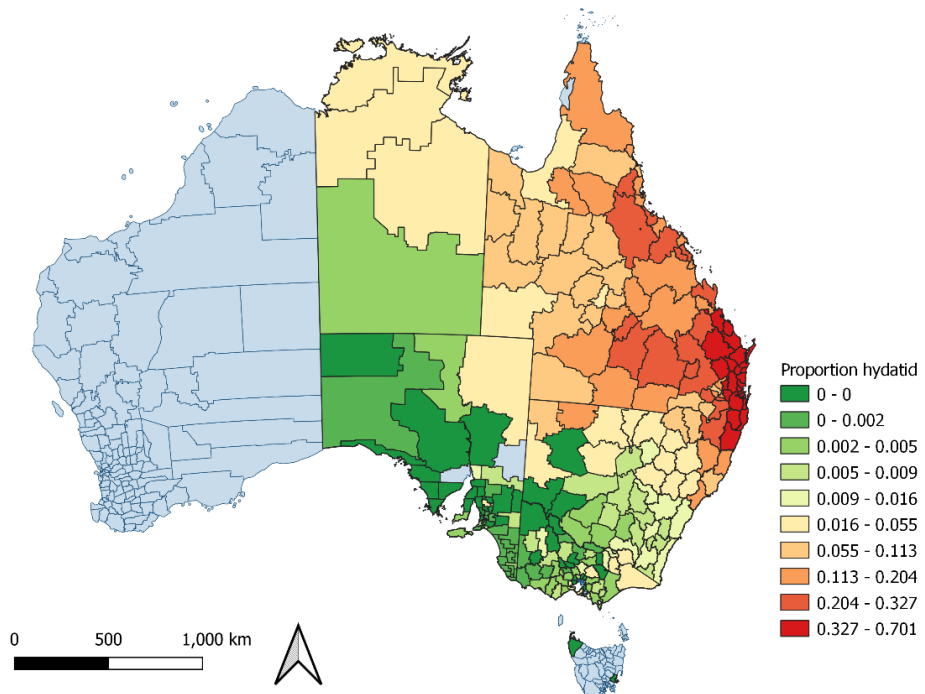 Proportion hydatid
0 - 0
0 - 0.002
0.002 - 0.005
0.005 - 0.009
0.009 - 0.016
0.016 - 0.055
0.055 - 0.113
0.113 - 0.204
0.204 - 0.327
0.327 - 0.701
0 500 1,000 km